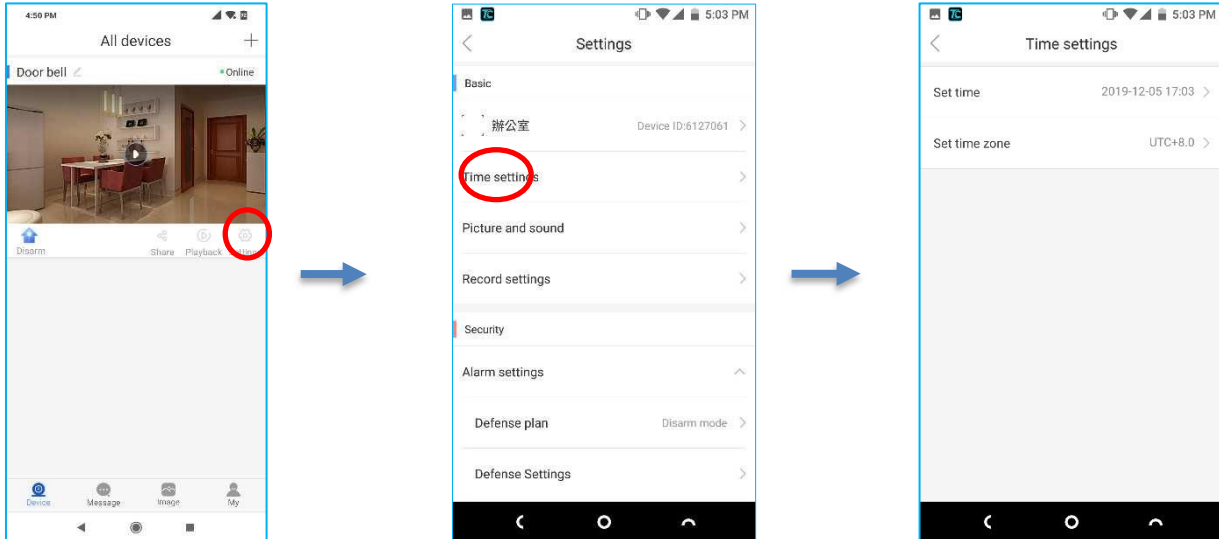 4:50 PM
All devices
Door bell
Online
Disarm
Share
Playback
Device
Message
Image
My
TC
5:03 PM
Settings
Basic
辦公室
Device ID:6127061
Time settings
Picture and sound
Record settings
Security
Alarm settings
Defense plan
Disarm mode
Defense Settings
TC
5:03 PM
Time settings
Set time
2019-12-05 17:03
Set time zone
UTC+8.0